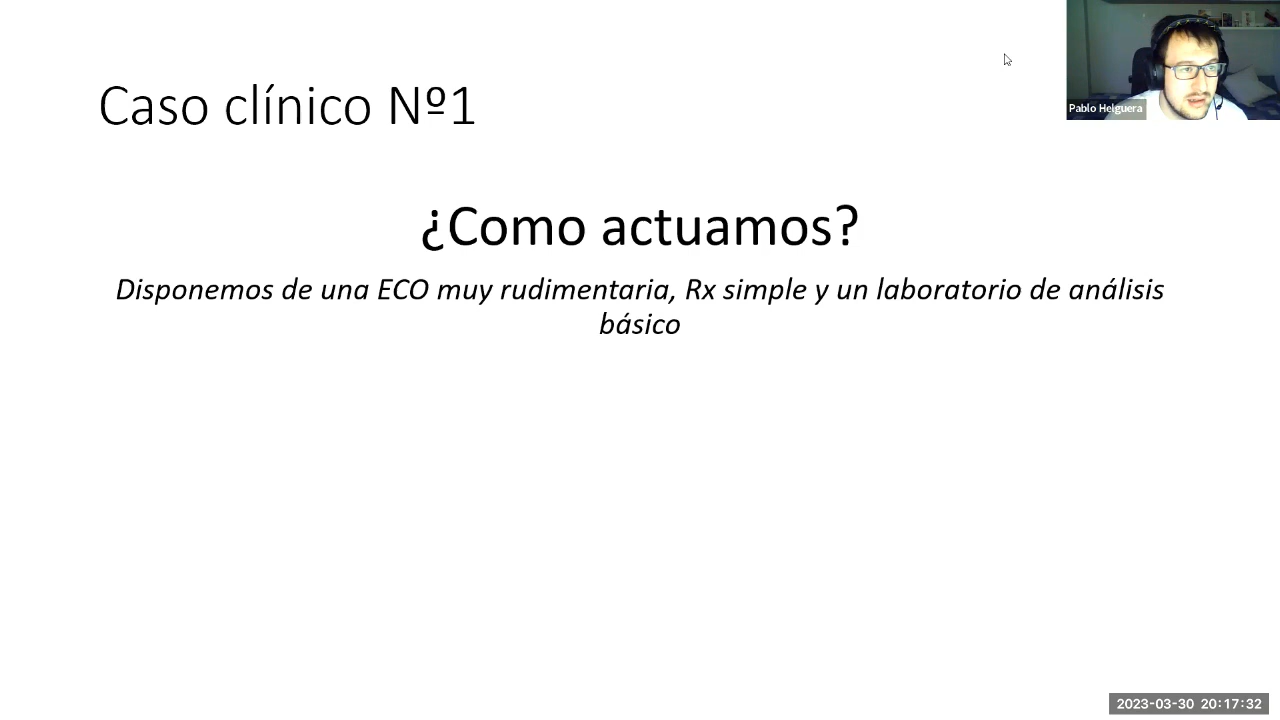 Caso clínico Nº1
Pablo Helguera
¿Como actuamos?
Disponemos de una ECO muy rudimentaria, Rx simple y un laboratorio de análisis
básico
2023-03-30 20:17:32